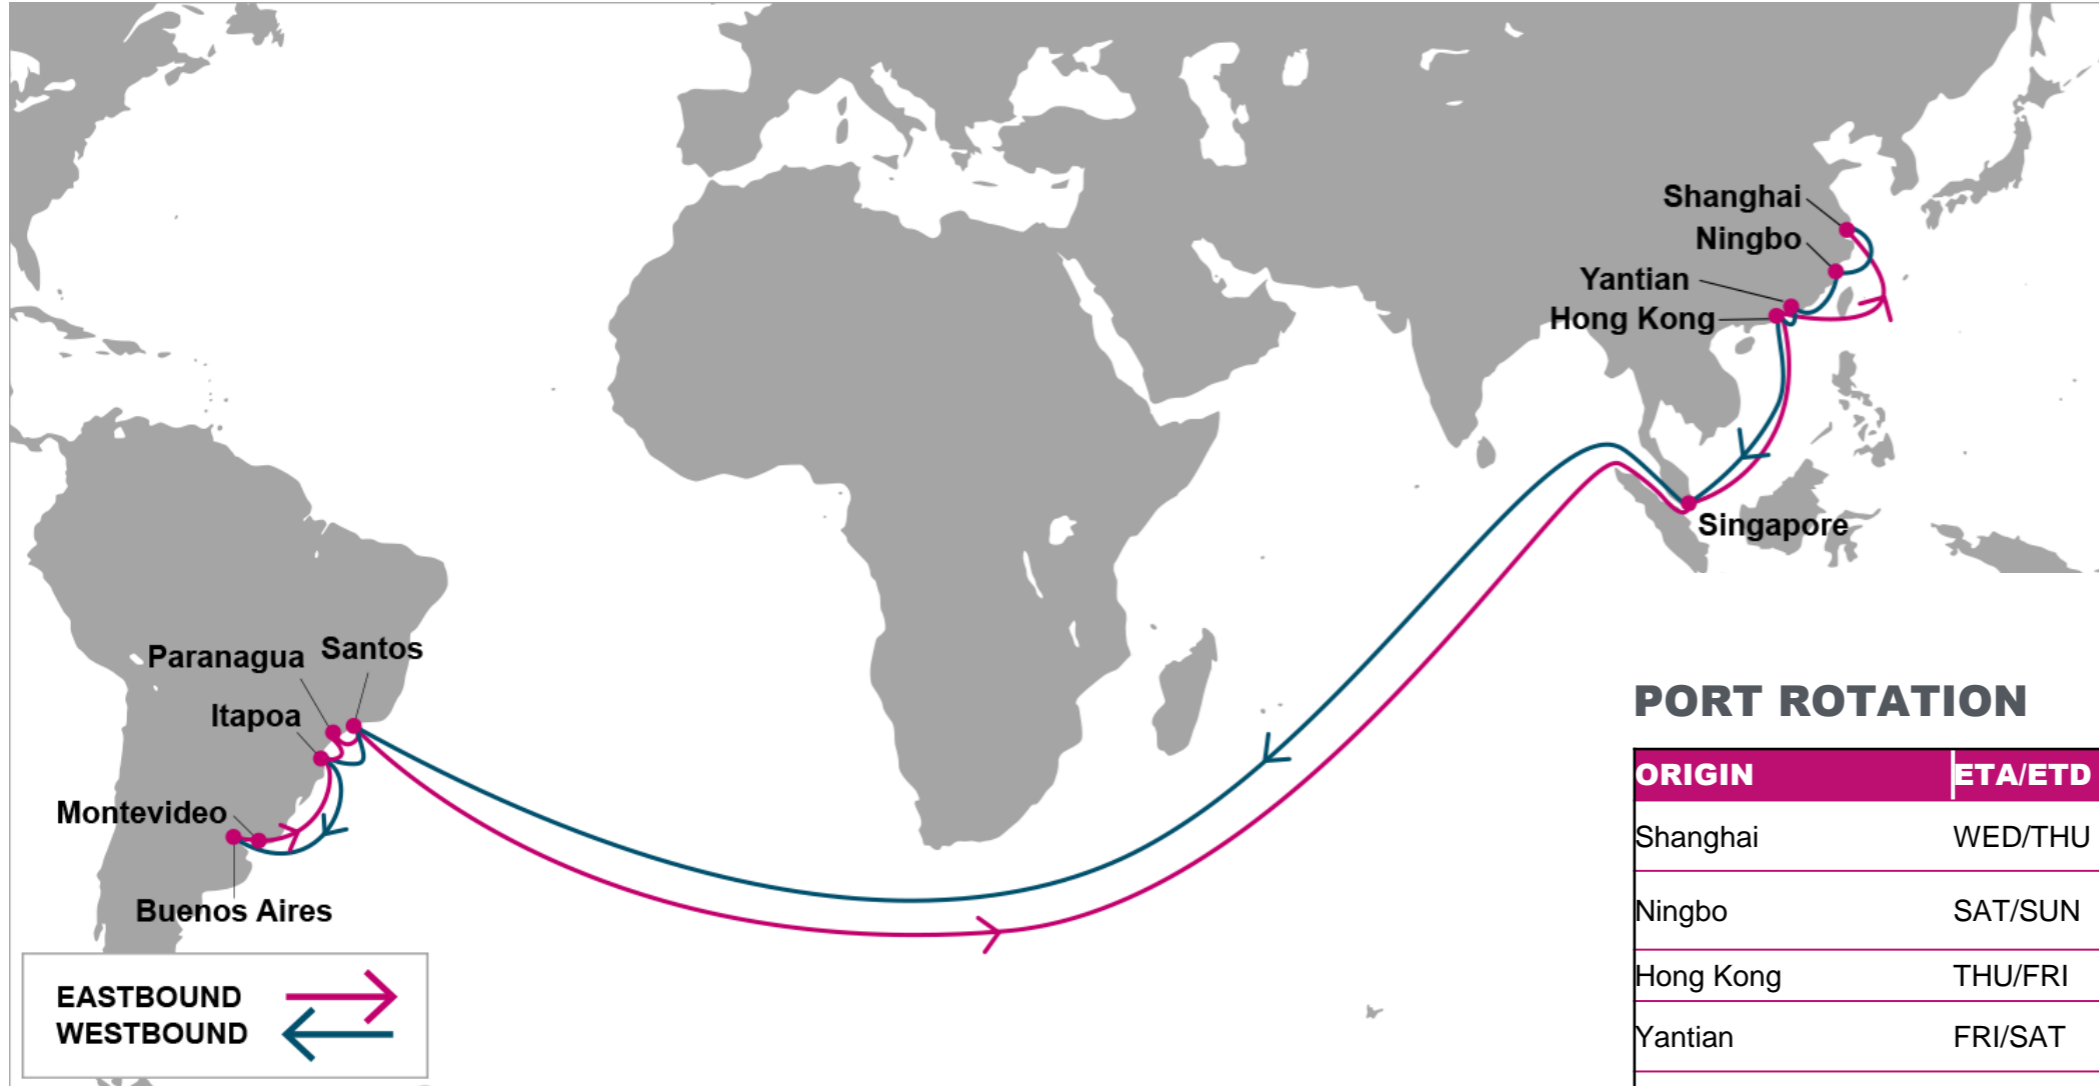 Shanghai
Ningbo
Yantian
Hong Kong
Singapore
Paranagua
Santos
Itapoa
Montevideo
Buenos Aires
EASTBOUND
WESTBOUND
PORT ROTATION
ORIGIN ETA/ETD
Shanghai WED/THU
Ningbo SAT/SUN
Hong Kong THU/FRI
Yantian FRI/SAT